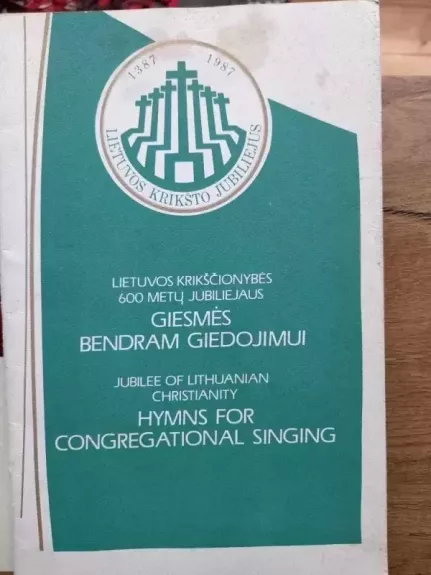 1387 1987
LIETUVOS KRIKŠTO JUBILIEJUS
LIETUVOS KRIKŠČIONYBĖS
600 METŲ JUBILIEJAUS
GIESMĖS
BENDRAM GIEDOJIMUI
JUBILEE OF LITHUANIAN
CHRISTIANITY
HYMNS FOR
CONGREGATIONAL SINGING